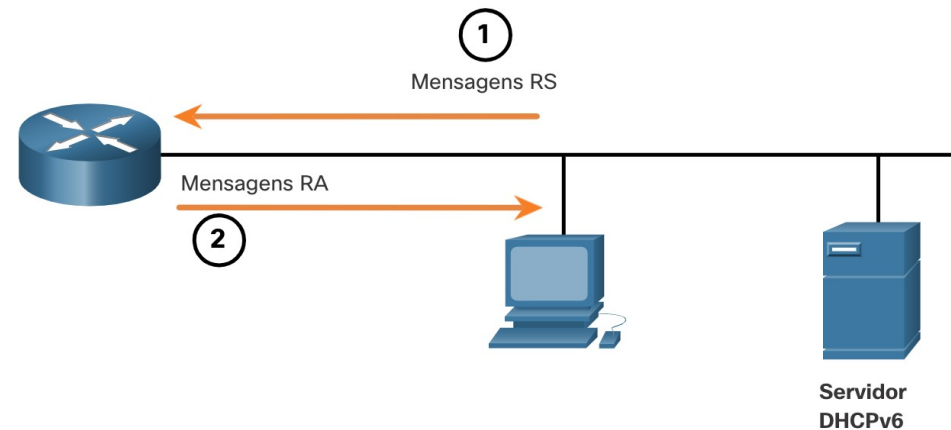 1
Mensagens RS
Mensagens RA
2
Servidor
DHCPv6